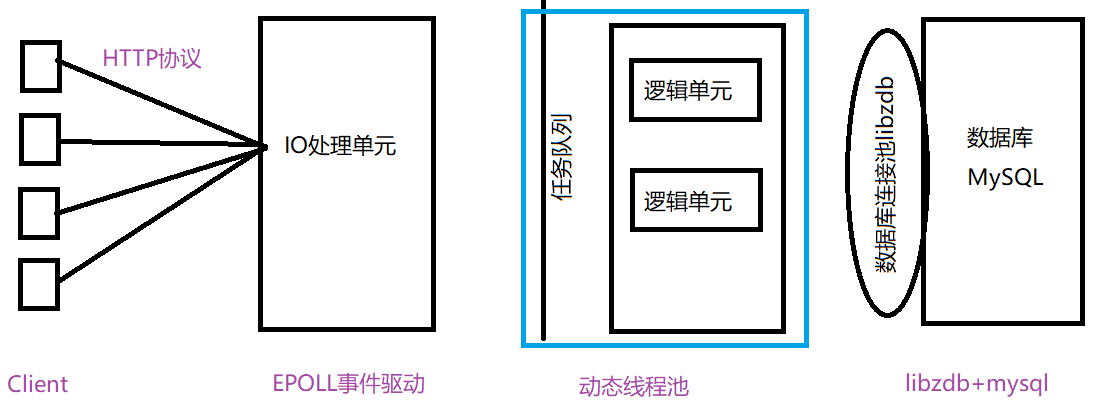 HTTP协议
IO处理单元
任务队列
逻辑单元
逻辑单元
数据库连接池libzdb
数据库
MySQL
Client
EPOLL事件驱动
动态线程池
libzdb+mysql